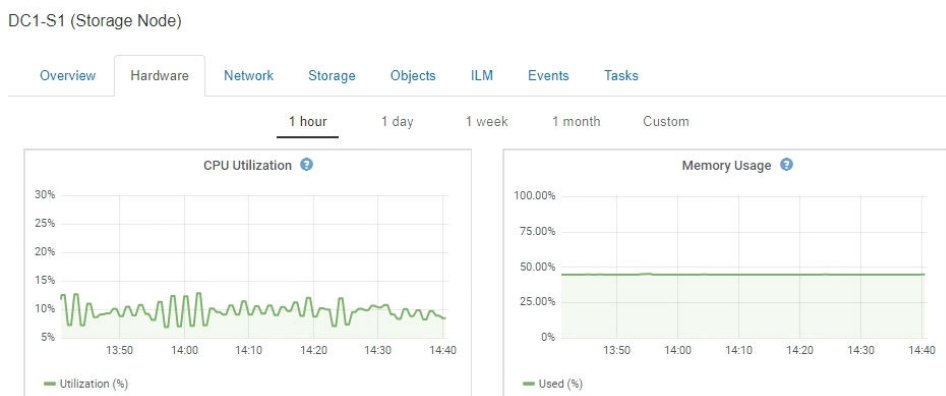 DC1-S1 (Storage Node)
Overview Hardware Network Storage Objects ILM Events Tasks
1 hour 1 day 1 week 1 month Custom
CPU Utilization ?
30%
25%
20%
15%
10%
5%
13:50 14:00 14:10 14:20 14:30 14:40
Utilization (%)
Memory Usage ?
100.00%
75.00%
50.00%
25.00%
0%
13:50 14:00 14:10 14:20 14:30 14:40
Used (%)